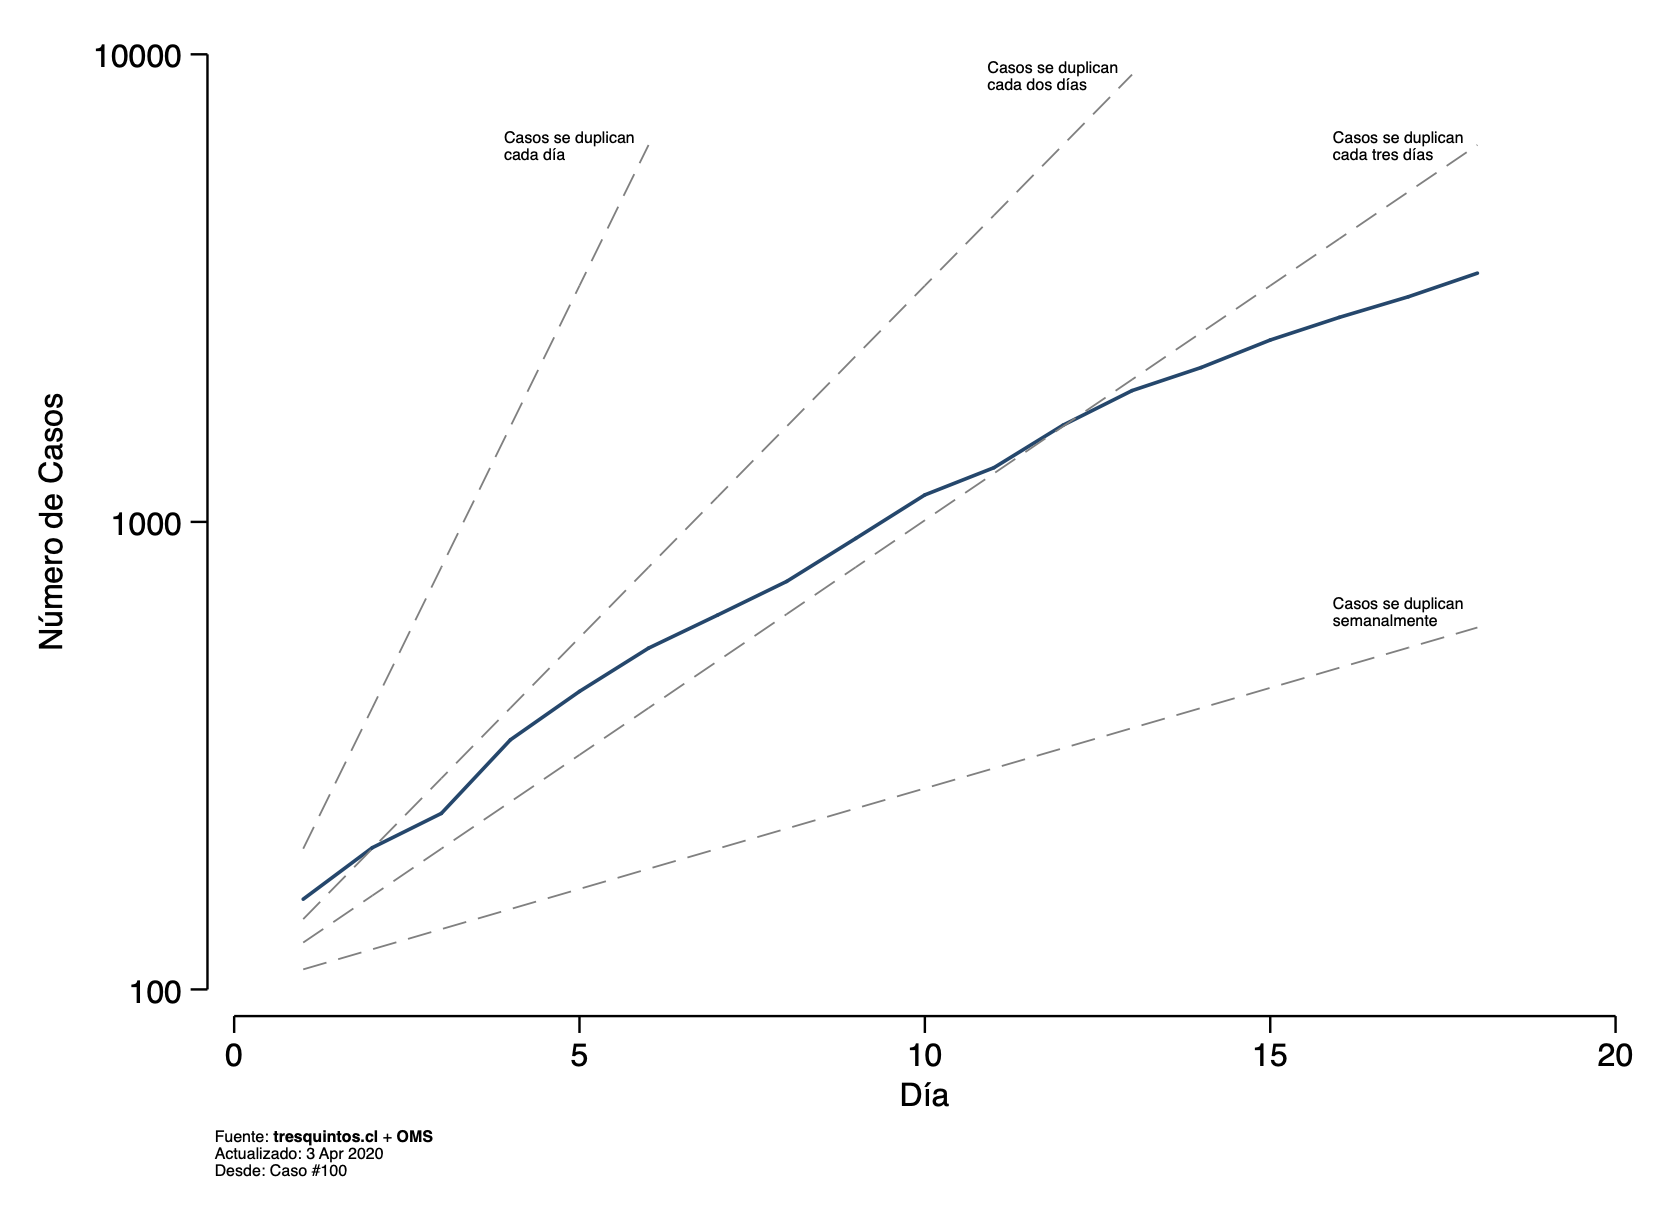 10000
Casos se duplican
cada dos días
Casos se duplican
cada día
Casos se duplican
cada tres días
Número de Casos
1000
Casos se duplican
semanalmente
100
0 5 10 15 20
Día
Fuente: tresquintos.cl + OMS
Actualizado: 3 Apr 2020
Desde: Caso #100